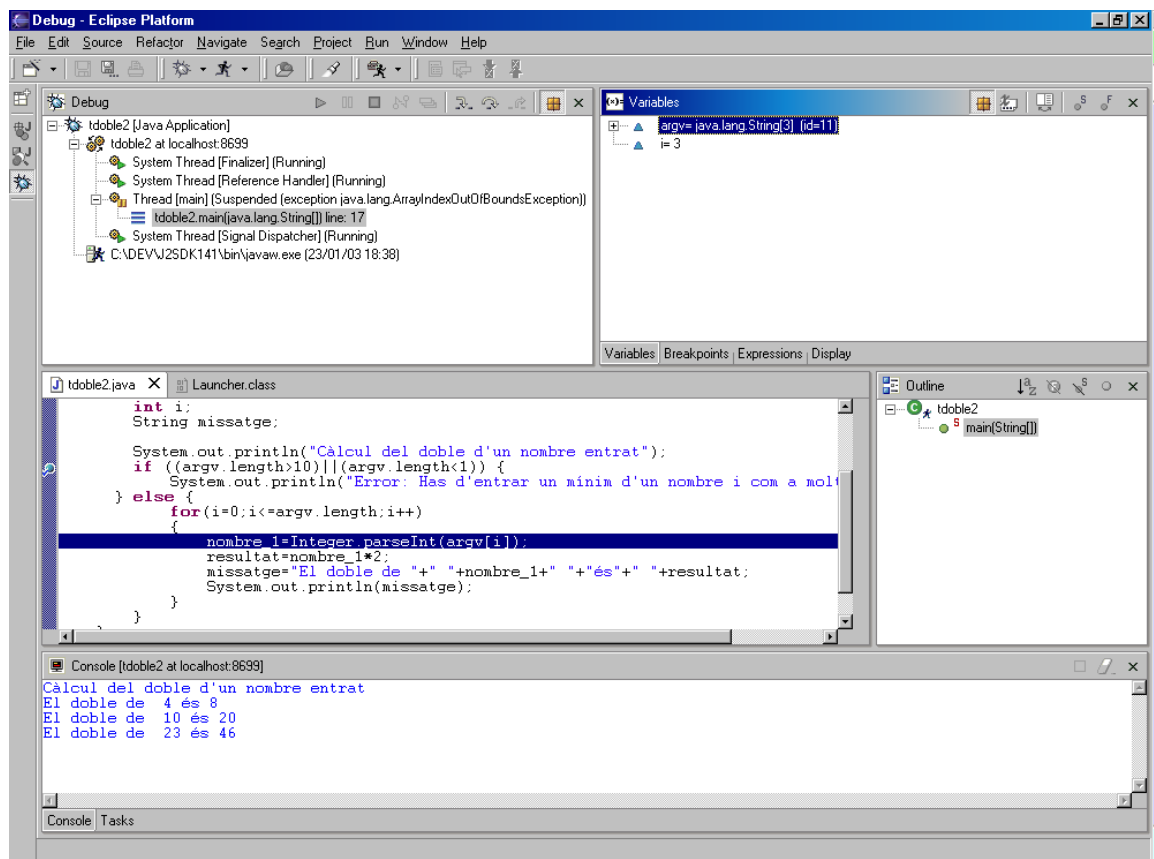 Debug - Eclipse Platform
File Edit Source Refactor Navigate Search Project Run Window Help
Debug
tdoble2 [Java Application]
tdoble2 at localhost:8699
System Thread [Finalizer] (Running)
System Thread [Reference Handler] (Running)
Thread [main] (Suspended (exception java.lang.ArrayIndexOutOfBoundsException))
tdoble2.main(java.lang.String[]) line: 17
System Thread [Signal Dispatcher] (Running)
C:\DEV\J2SDK141\bin\javaw.exe (23/01/03 18:38)
Variables
argv= java.lang.String[3] (id=11)
i= 3
Variables Breakpoints Expressions Display
tdoble2.java Launcher.class
int i;
String missatge;
System.out.println("Càlcul del doble d'un nombre entrat");
if ((argv.length>10)||(argv.length<1)) {
System.out.println("Error: Has d'entrar un mínim d'un nombre i com a molt
} else {
for(i=0;i<=argv.length;i++)
{
nombre_1=Integer.parseInt(argv[i]);
resultat=nombre_1*2;
missatge="El doble de "+" "+nombre_1+" "+"és"+" "+resultat;
System.out.println(missatge);
}
}
Outline
tdoble2
main(String[])
Console [tdoble2 at localhost:8699]
Càlcul del doble d'un nombre entrat
El doble de  4 és 8
El doble de  10 és 20
El doble de  23 és 46
Console Tasks